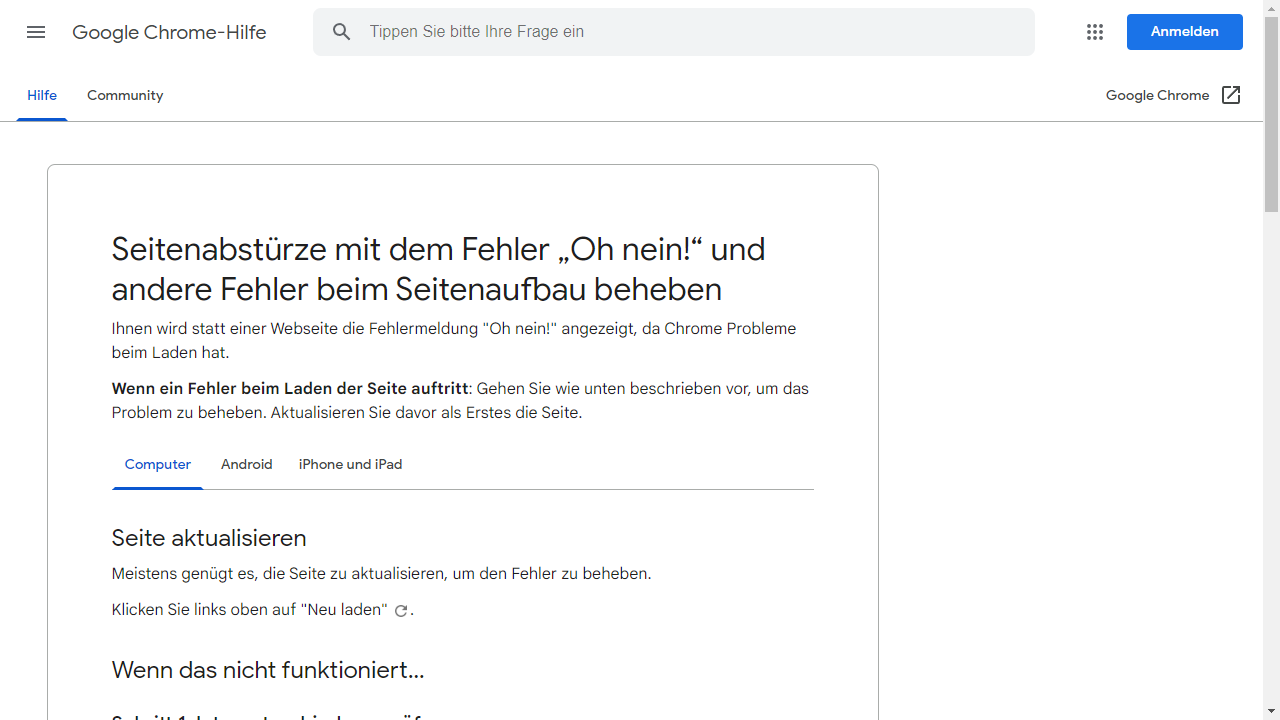 Google Chrome-Hilfe
Tippen Sie bitte Ihre Frage ein
Anmelden
Hilfe
Community
Google Chrome
Seitenabstürze mit dem Fehler „Oh nein!“ und
andere Fehler beim Seitenaufbau beheben
Ihnen wird statt einer Webseite die Fehlermeldung "Oh nein!" angezeigt, da Chrome Probleme
beim Laden hat.
Wenn ein Fehler beim Laden der Seite auftritt: Gehen Sie wie unten beschrieben vor, um das
Problem zu beheben. Aktualisieren Sie davor als Erstes die Seite.
Computer
Android
iPhone und iPad
Seite aktualisieren
Meistens genügt es, die Seite zu aktualisieren, um den Fehler zu beheben.
Klicken Sie links oben auf "Neu laden" .
Wenn das nicht funktioniert…